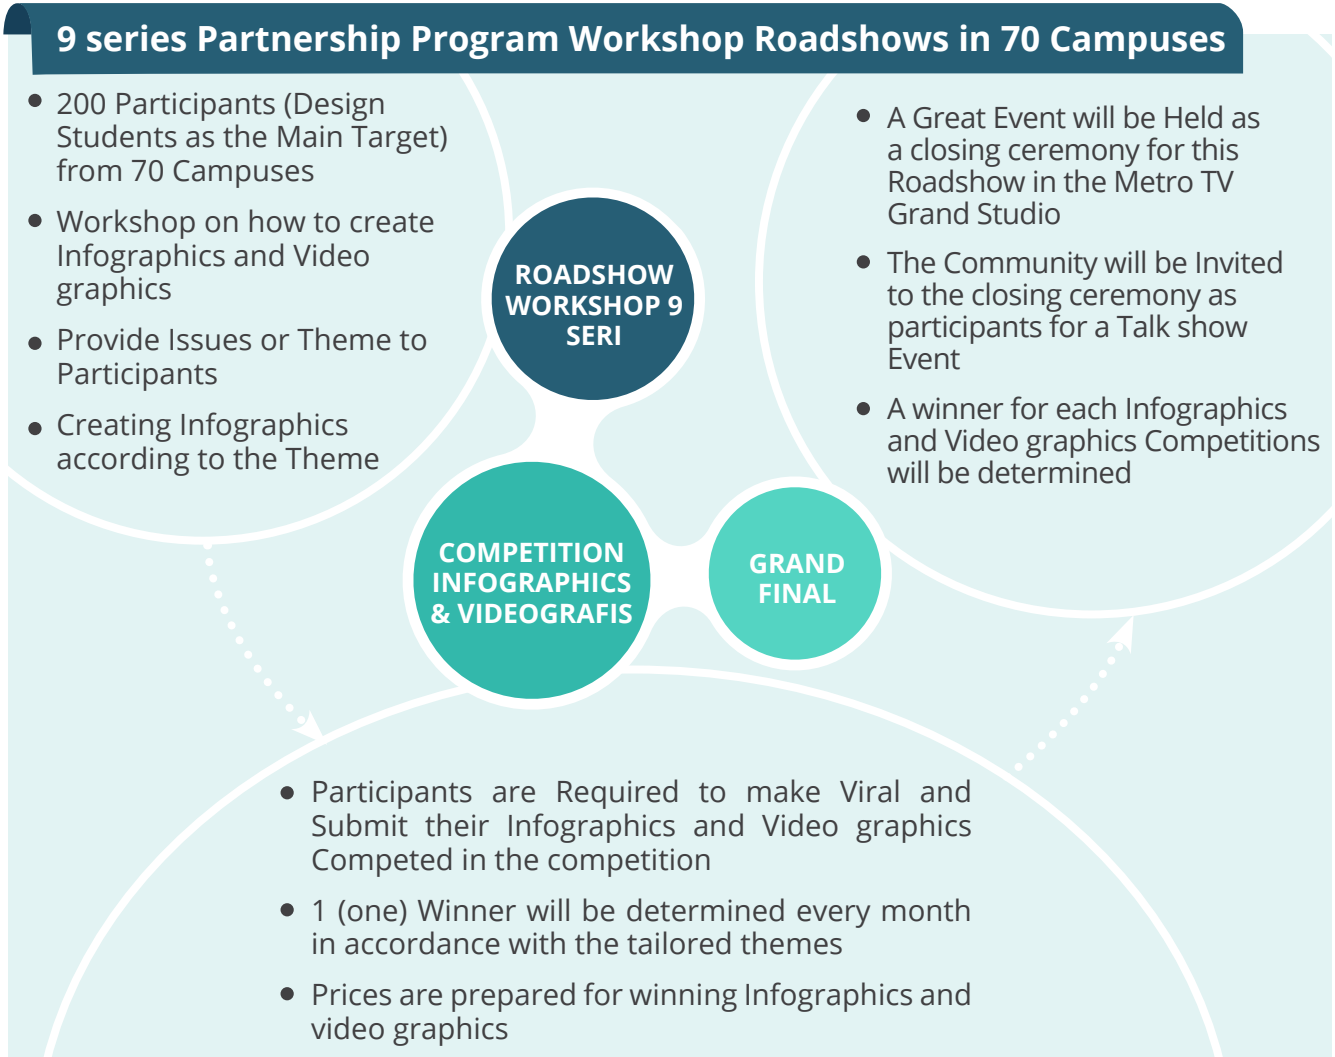 9 series Partnership Program Workshop Roadshows in 70 Campuses
200 Participants (Design
Students as the Main Target)
from 70 Campuses
Workshop on how to create
Infographics and Video
graphics
Provide Issues or Theme to
Participants
Creating Infographics
according to the Theme
ROADSHOW
WORKSHOP 9
SERI
COMPETITION
INFOGRAPHICS
& VIDEOGRAFIS
GRAND
FINAL
A Great Event will be Held as
a closing ceremony for this
Roadshow in the Metro TV
Grand Studio
The Community will be Invited
to the closing ceremony as
participants for a Talk show
Event
A winner for each Infographics
and Video graphics Competitions
will be determined
Participants are Required to make Viral and
Submit their Infographics and Video graphics
Competed in the competition
1 (one) Winner will be determined every month
in accordance with the tailored themes
Prices are prepared for winning Infographics and
video graphics